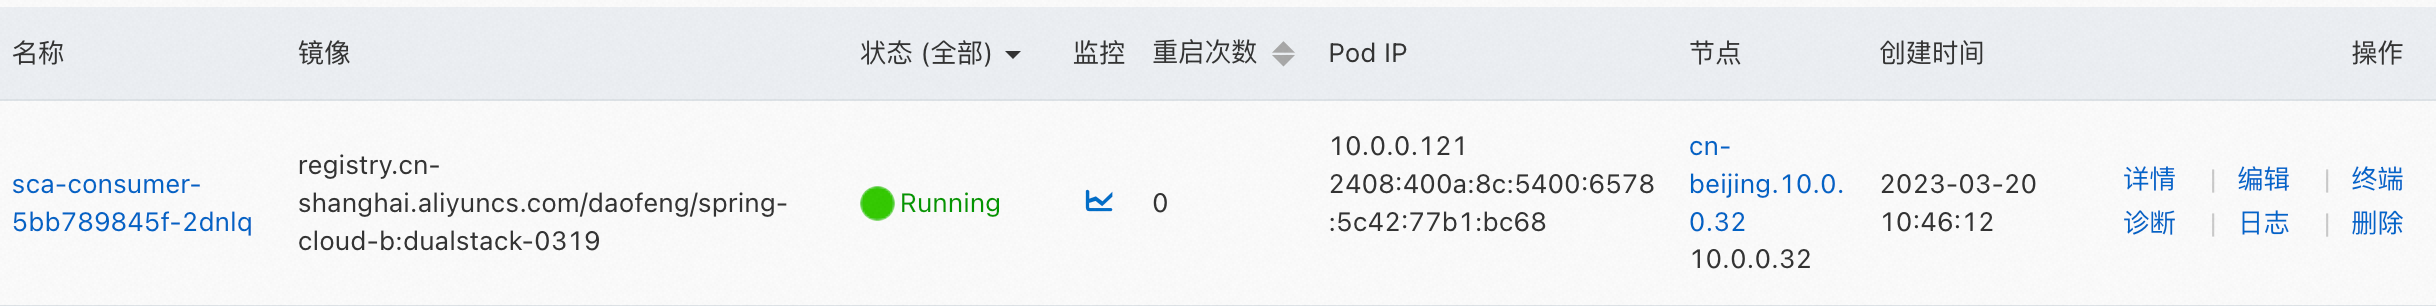 名称 镜像 状态 (全部) 监控 重启次数 Pod IP 节点 创建时间 操作
sca-consumer-
5bb789845f-2dnlq
registry.cn-
shanghai.aliyuncs.com/daofeng/spring-
cloud-b:dualstack-0319
Running
0
10.0.0.121
2408:400a:8c:5400:6578
:5c42:77b1:bc68
cn-
beijing.10.0.
0.32
10.0.0.32
2023-03-20
10:46:12
详情 | 编辑 | 终端
诊断 | 日志 | 删除